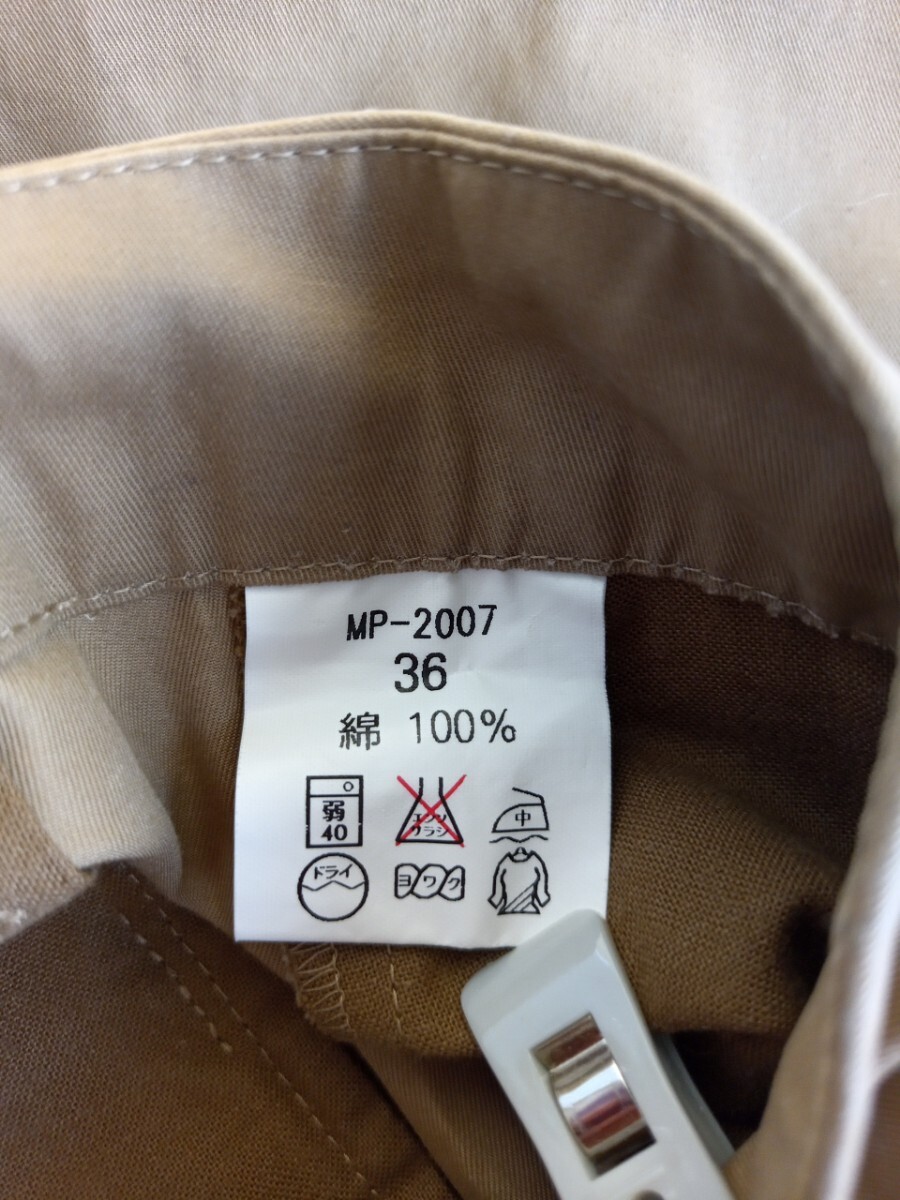 MP-2007
36
綿 100%
弱
40
エンソ
サラシ
中
ドライ
ヨワク